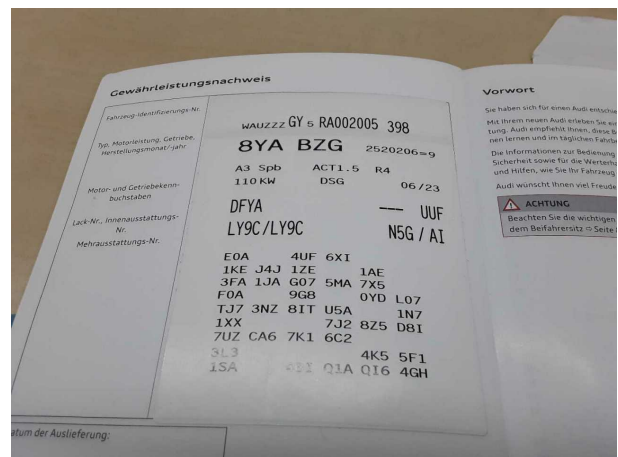 Gewährleistungsnachweis
Fahrzeug-Identifizierungs-Nr.
WAUZZZ GY 5 RA002005 398
Typ, Motorleistung, Getriebe,
Herstellungsmonat/-jahr
8YA BZG 2520206=9
A3 Spb ACT1.5 R4
110KW DSG 06/23
Motor- und Getriebekenn-
buchstaben
DFYA --- UUF
Lack-Nr., Innenausstattungs-
Nr.
LY9C/LY9C N5G / AI
Mehrausstattungs-Nr.
E0A 4UF 6XI
1KE J4J 1ZE 1AE
3FA 1JA G07 5MA 7X5
F0A 9G8 0YD L07
TJ7 3NZ 8IT U5A 1N7
1XX 7J2 8Z5 D8I
7UZ CA6 7K1 6C2
3L3 4K5 5F1
1SA Q1A QI6 4GH
atum der Auslieferung:
Vorwort
Sie haben sich für einen Audi entschie
Mit Ihrem neuen Audi erleben Sie ein
tung. Audi empfiehlt Ihnen, diese B
nen lernen und im täglichen Fahrbe
Die Informationen zur Bedienung
Sicherheit sowie für die Werterha
und Hilfen, wie Sie Ihr Fahrzeug
Audi wünscht Ihnen viel Freude
ACHTUNG
Beachten Sie die wichtigen
dem Beifahrersitz ⇨ Seite